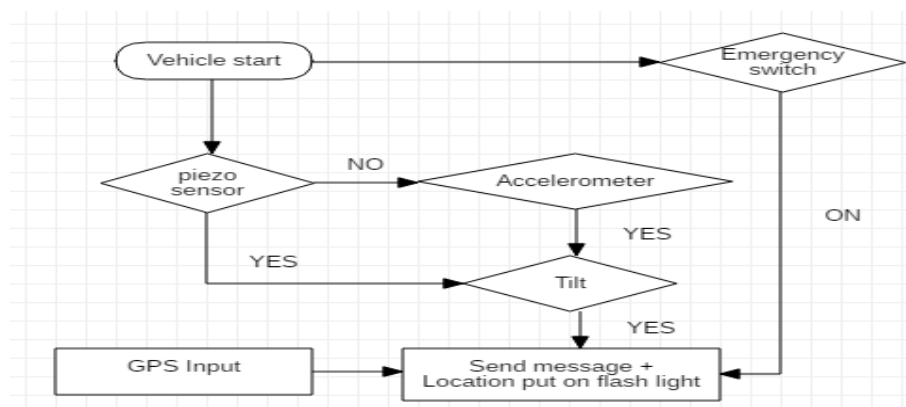 Vehicle start
Emergency
switch
piezo
sensor
NO
Accelerometer
ON
YES
YES
Tilt
YES
GPS Input
Send message +
Location put on flash light